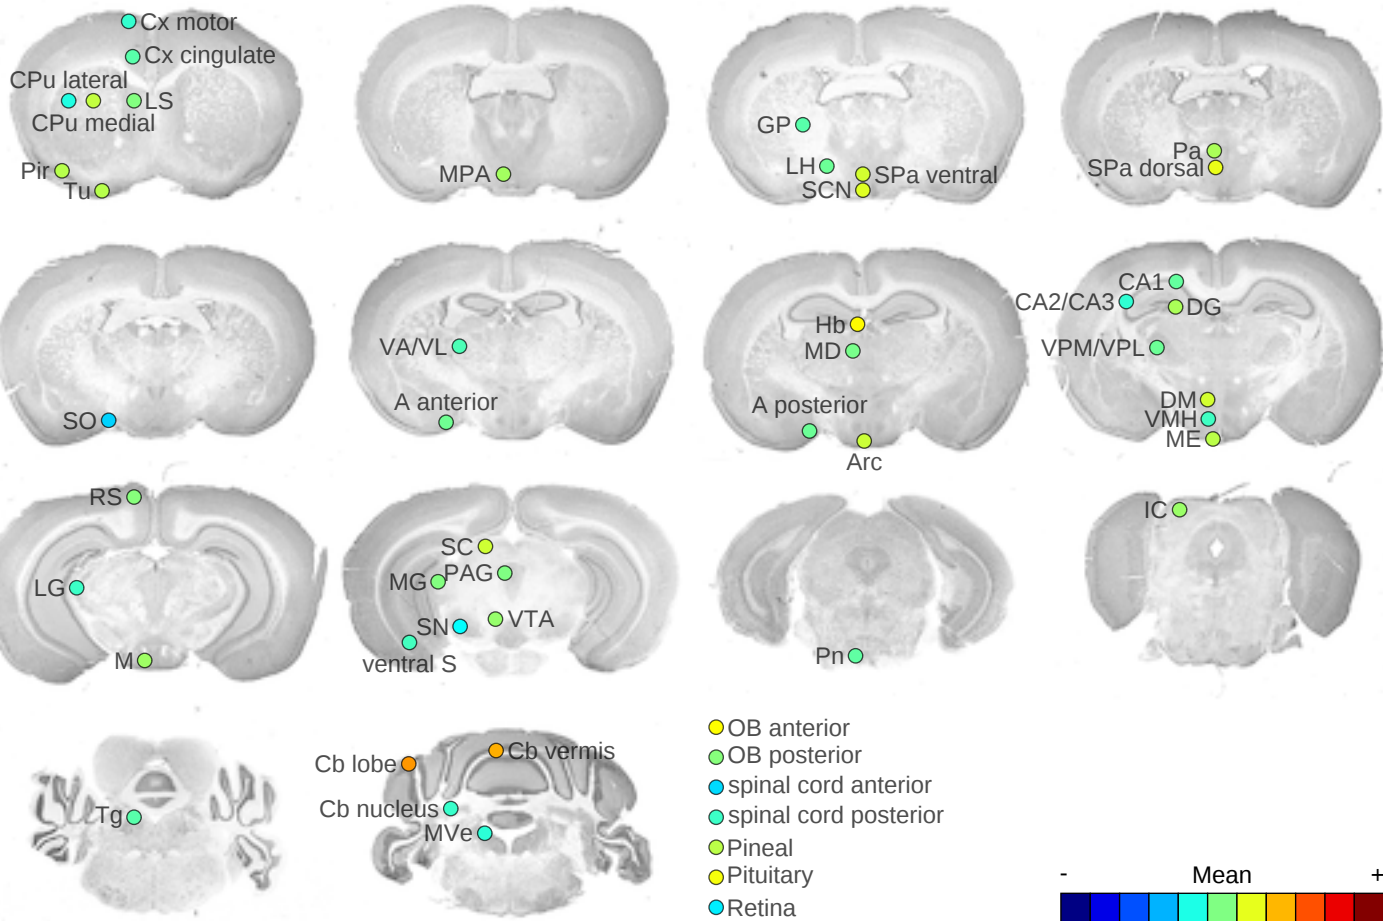 Cx motor
Cx cingulate
CPu lateral
LS
CPu medial
Pir
Tu
MPA
GP
LH
SPa ventral
SCN
Pa
SPa dorsal
SO
VA/VL
A anterior
Hb
MD
A posterior
Arc
CA1
CA2/CA3
DG
VPM/VPL
DM
VMH
ME
RS
LG
M
SC
MG
PAG
SN
VTA
ventral S
Pn
IC
Tg
Cb lobe
Cb vermis
Cb nucleus
MVe
OB anterior
OB posterior
spinal cord anterior
spinal cord posterior
Pineal
Pituitary
Retina
- Mean +